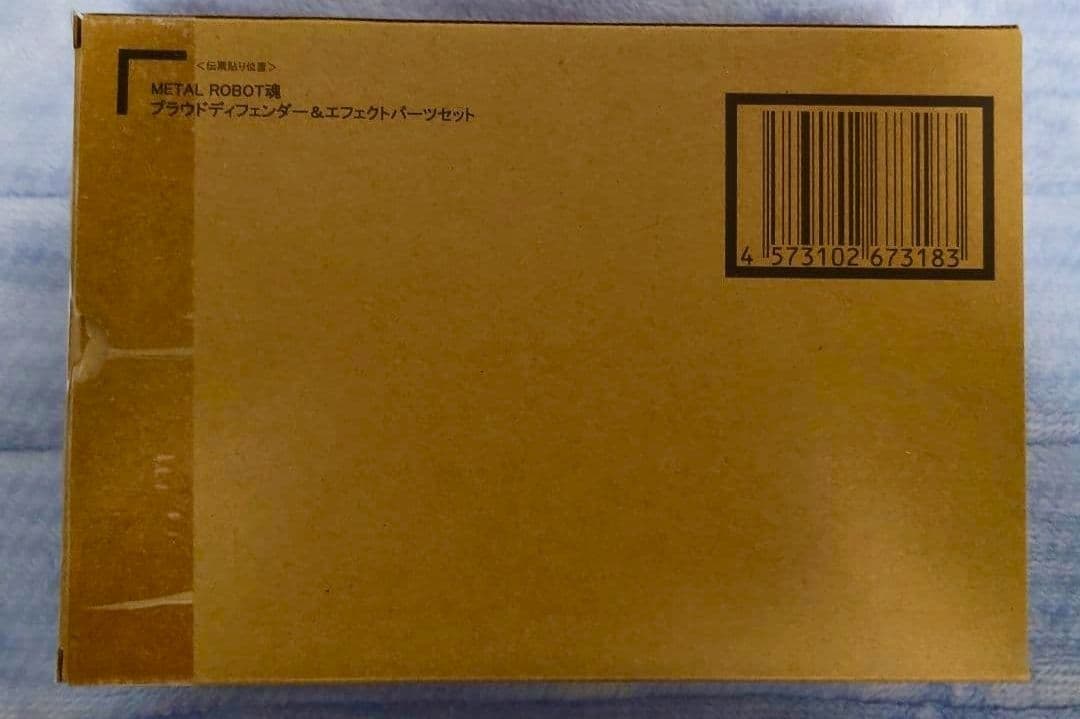 <伝票貼り位置>
METAL ROBOT魂
プラウドディフェンダー&エフェクトパーツセット
4 573102 673183